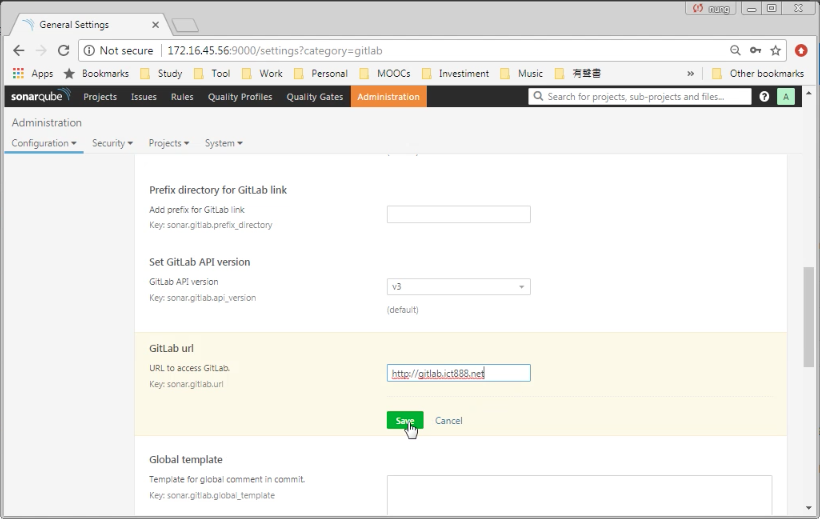 nung
General Settings
Not secure 172.16.45.56:9000/settings?category=gitlab
Apps Bookmarks Study Tool Work Personal MOOCs Investiment Music 有聲書 » Other bookmarks
sonarqube Projects Issues Rules Quality Profiles Quality Gates Administration Search for projects, sub-projects and files... ? A
Administration
Configuration Security Projects System
Prefix directory for GitLab link
Add prefix for GitLab link
Key: sonar.gitlab.prefix_directory
Set GitLab API version
GitLab API version v3
Key: sonar.gitlab.api_version
(default)
GitLab url
URL to access GitLab.
http://gitlab.ict888.net
Key: sonar.gitlab.url
Save Cancel
Global template
Template for global comment in commit.
Key: sonar.gitlab.global_template